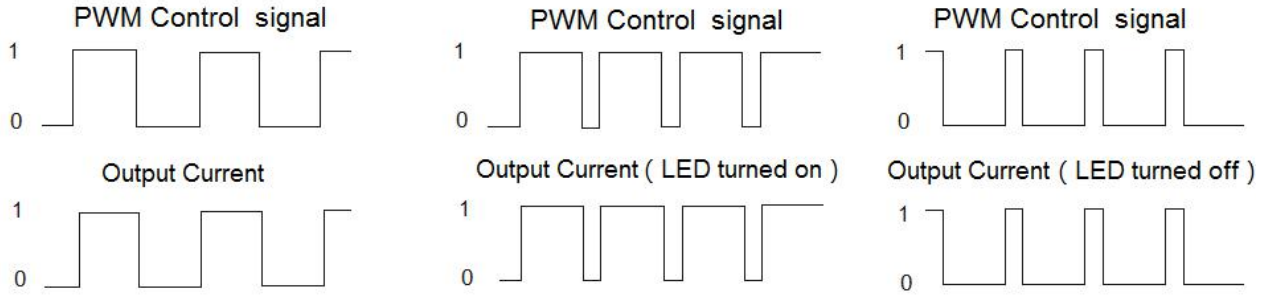 PWM Control signal
1
0
Output Current
1
0
PWM Control signal
1
0
Output Current ( LED turned on )
1
0
PWM Control signal
1
0
Output Current ( LED turned off )
1
0